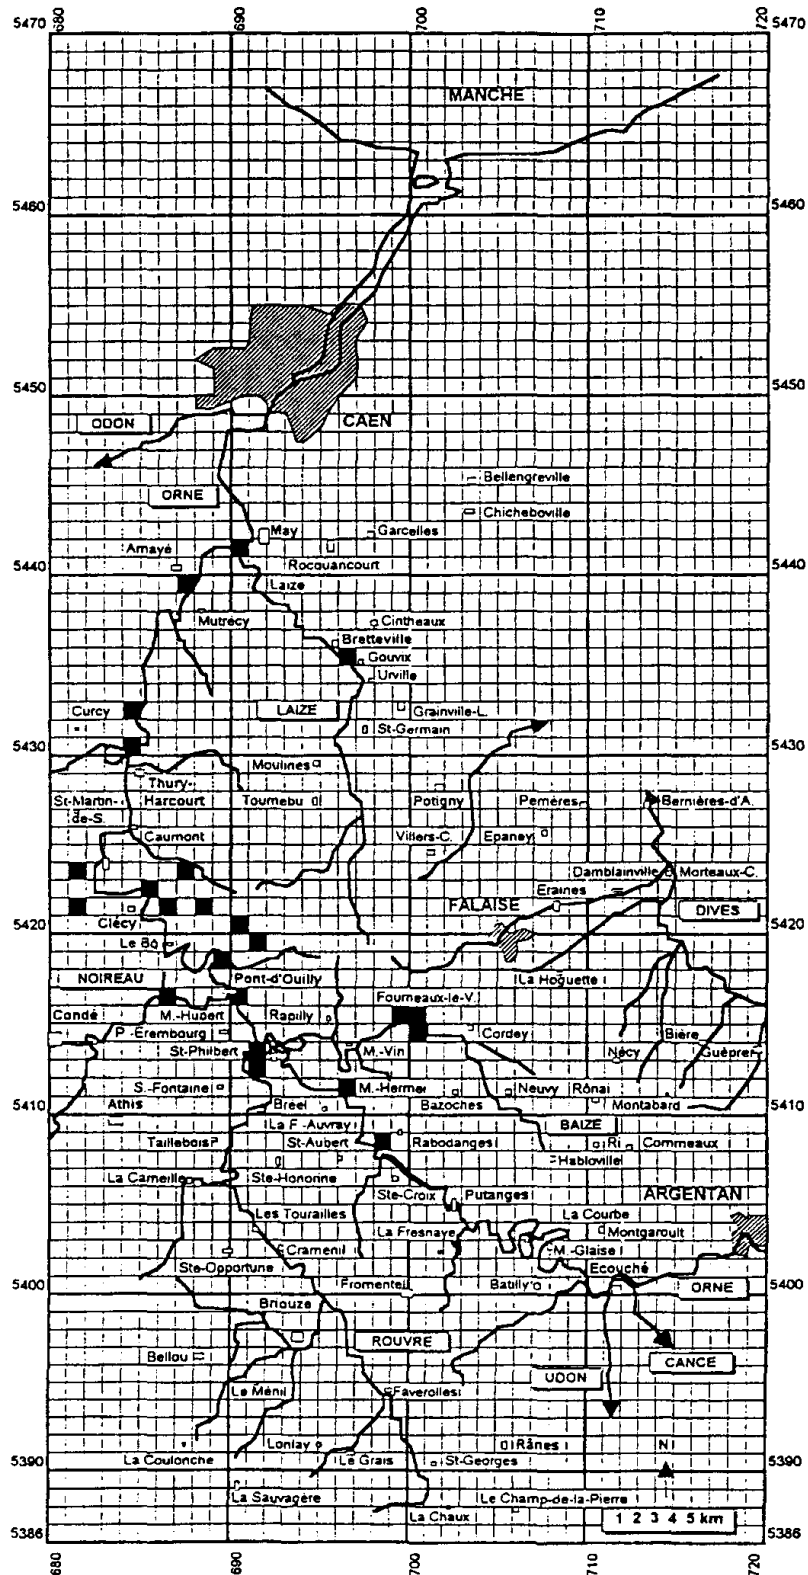 680 690 700 710 720
5470 5470
MANCHE
5460 5460
5450 5450
ODON CAEN
Bellengreville
ORNE
Chicheboville
May Garcelles
Amayé
Rocquancourt
5440 5440
Laize
Mutrécy Cintheaux
Bretteville
Gouvix
Urville
Curcy LAIZE Grainville-L.
St-Germain
5430 5430
Moulines
Thury-
St-Martin- Harcourt Tournebu Potigny Bernières-d'A.
de-S.
Caumont Villers-C. Epaney
Damblainville Morteaux-C.
Eraines
FALAISE DIVES
5420 Clécy 5420
Le Bô
NOIREAU Pont-d'Ouilly La Hoguette
Fourneaux-le-V.
Condé M.-Hubert Rapilly
P.-Erembourg Cordey Bière
St-Philbert M.-Vin Nécy Guêprei
S.-Fontaine M.-Hermei Neuvy Rônai
5410 Athis Breel Bazoches Montabard 5410
La F.-Auvray BAIZE
Taillebois St-Aubert Rabodanges Ri Commeaux
Habloville
La Carneille Ste-Honorine
Ste-Croix Putanges ARGENTAN
Les Tourailles La Courbe
La Fresnaye Montgaroult
Cramenil M.-Glaise
Ste-Opportune Ecouché
5400 Fromentel Batilly ORNE 5400
Briouze
ROUVRE
Bellou CANCE
UDON
Le Ménil Faverolles
Lonlay Rânes N
La Coulonche Le Grais St-Georges
5390 5390
La Sauvagère Le Champ-de-la-Pierre
La Chaux 1 2 3 4 5 km
5386 5386
680 690 700 710 720